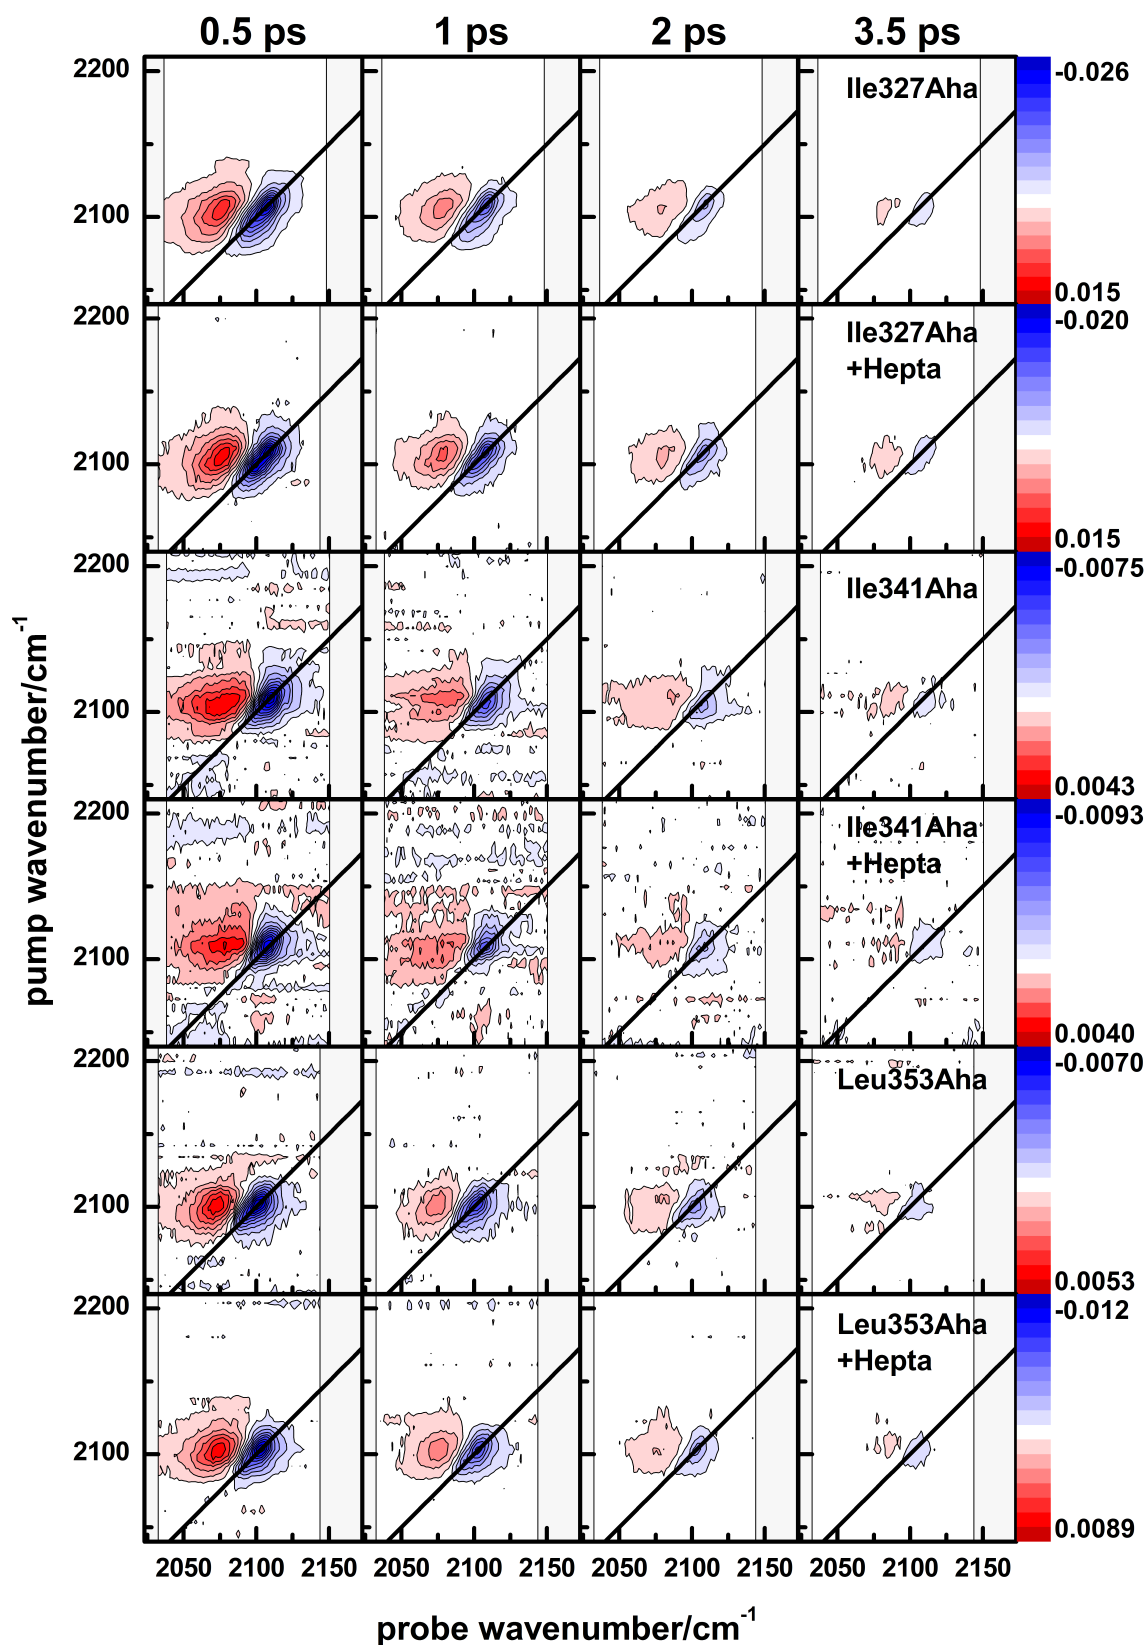 0.5 ps 1 ps 2 ps 3.5 ps
2200 Ile327Aha -0.026
2100
0.015
2200 Ile327Aha -0.020
+Hepta
2100
0.015
2200 Ile341Aha -0.0075
2100
0.0043
2200 Ile341Aha -0.0093
+Hepta
2100
0.0040
2200 Leu353Aha -0.0070
2100
0.0053
2200 Leu353Aha -0.012
+Hepta
2100
0.0089
2050 2100 2150 2050 2100 2150 2050 2100 2150 2050 2100 2150
probe wavenumber/cm⁻¹
pump wavenumber/cm⁻¹